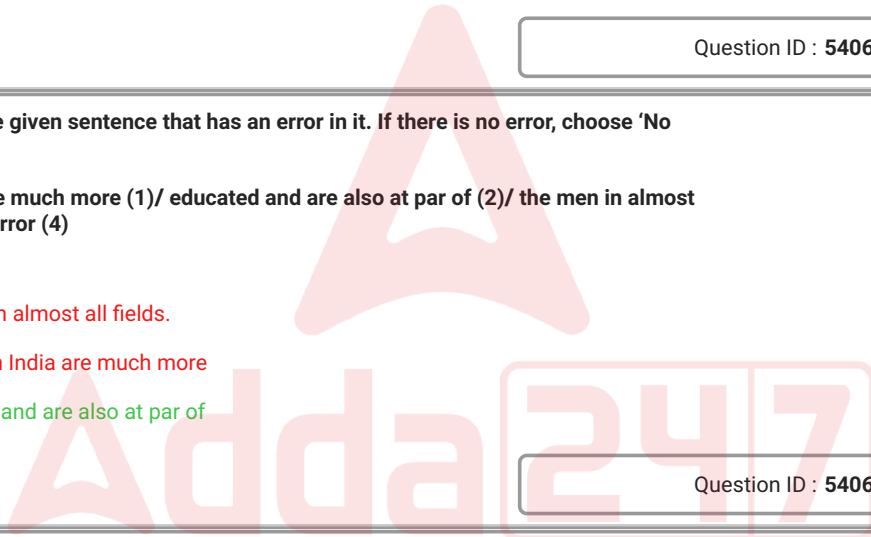 Question ID : 5406
e given sentence that has an error in it. If there is no error, choose ‘No
e much more (1)/ educated and are also at par of (2)/ the men in almost
rror (4)
n almost all fields.
n India are much more
and are also at par of
Adda247
Question ID : 5406